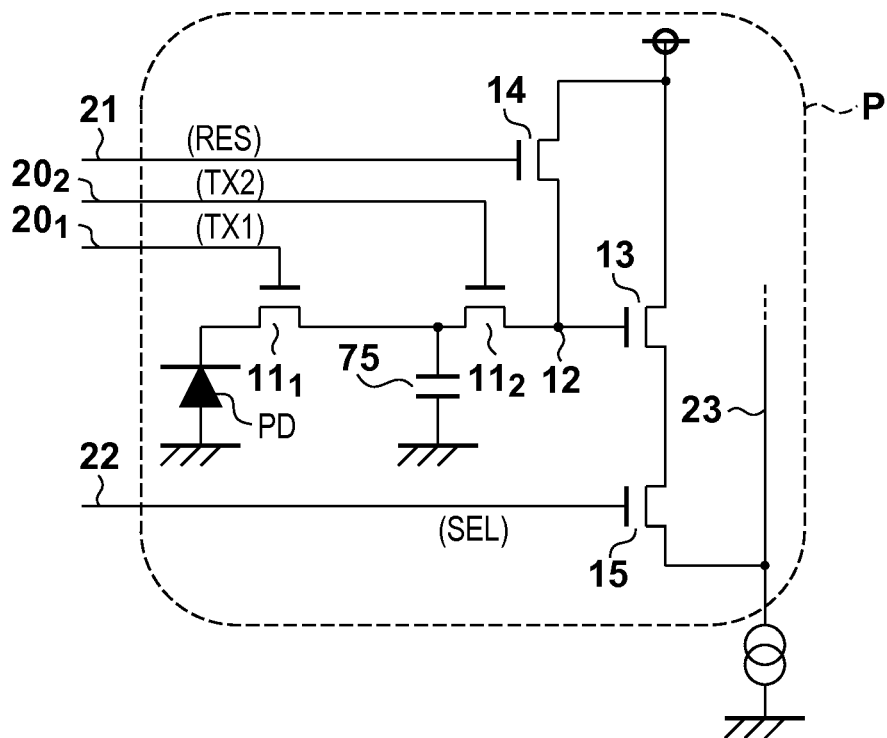 14
P
21
(RES)
20₂
(TX2)
20₁
(TX1)
13
75
11₁
11₂
12
23
PD
22
(SEL)
15